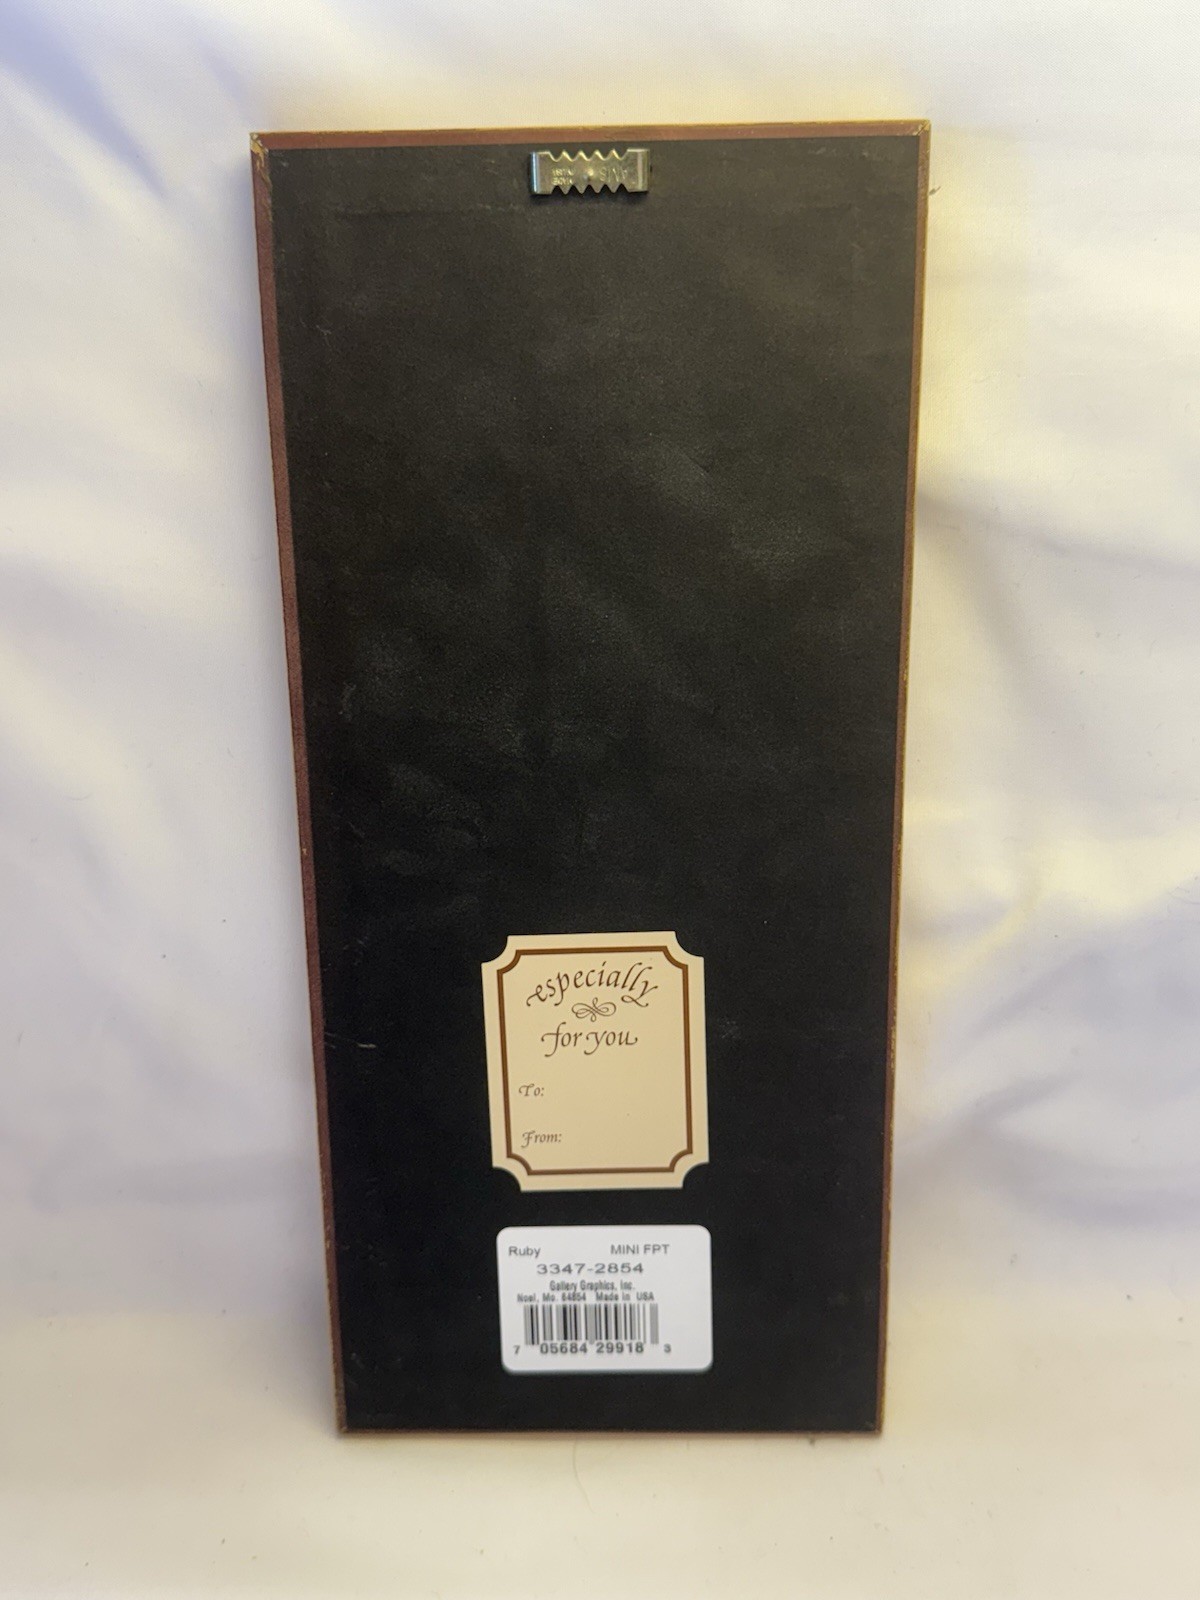 especially
for you
To:
From:
Ruby MINI FPT
3347-2854
Gallery Graphics, Inc.
Noel, Mo. 64854 Made in USA
7 05684 29918 3